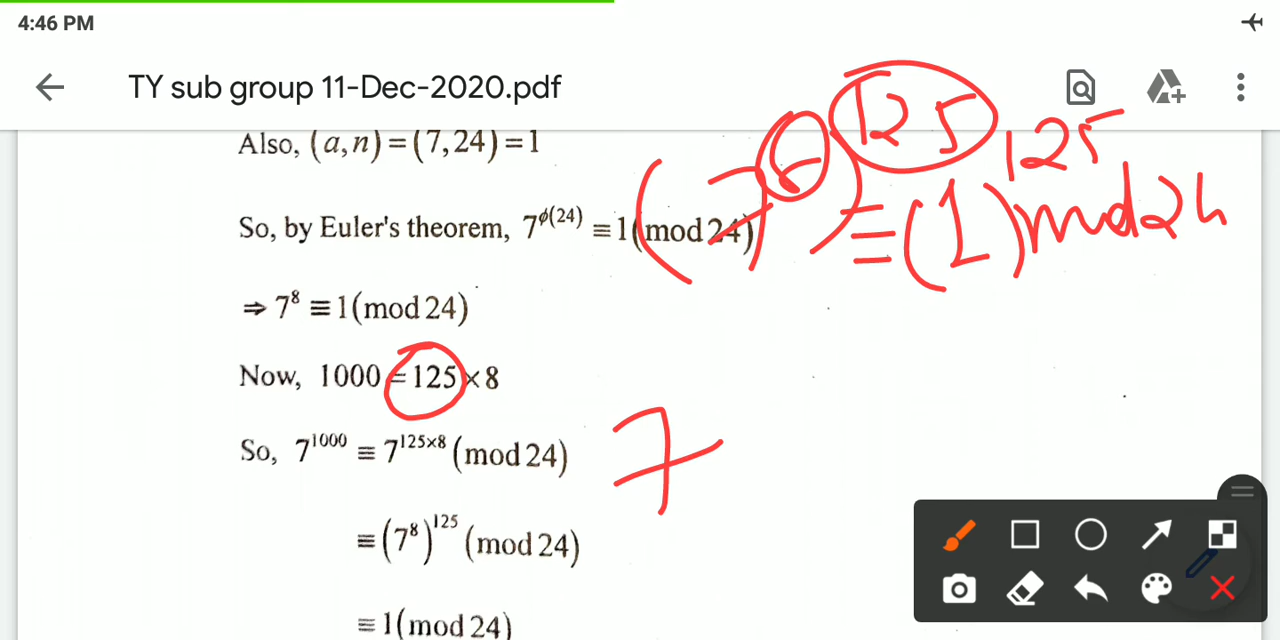 4:46 PM
TY sub group 11-Dec-2020.pdf
Also, (a,n)=(7,24)=1
So, by Euler's theorem, 7^ϕ(24) ≡1(mod 24)
(7^8)^125 ≡ (1)^125 mod 24
⇒ 7^8 ≡1(mod 24)
Now, 1000 =125×8
So, 7^1000 ≡ 7^125×8 (mod 24)
7
≡(7^8)^125 (mod 24)
≡1(mod 24)